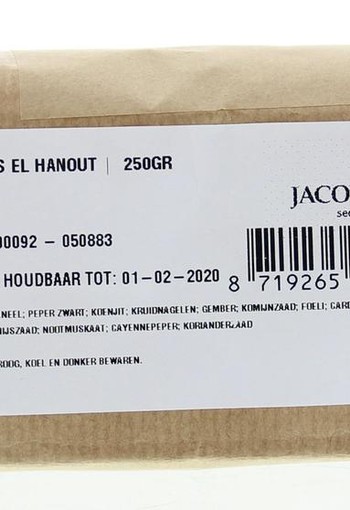 S EL HANOUT | 250GR
JACO
sec
00092 - 050883
HOUDBAAR TOT: 01-02-2020
8 719265
NEEL; PEPER ZWART; KOENJIT; KRUIDNAGELEN; GEMBER; KOMIJNZAAD; FOELI; CARD
IJSZAAD; NOOTMUSKAAT; CAYENNEPEPER; KORIANDERZAAD
ROOG, KOEL EN DONKER BEWAREN.